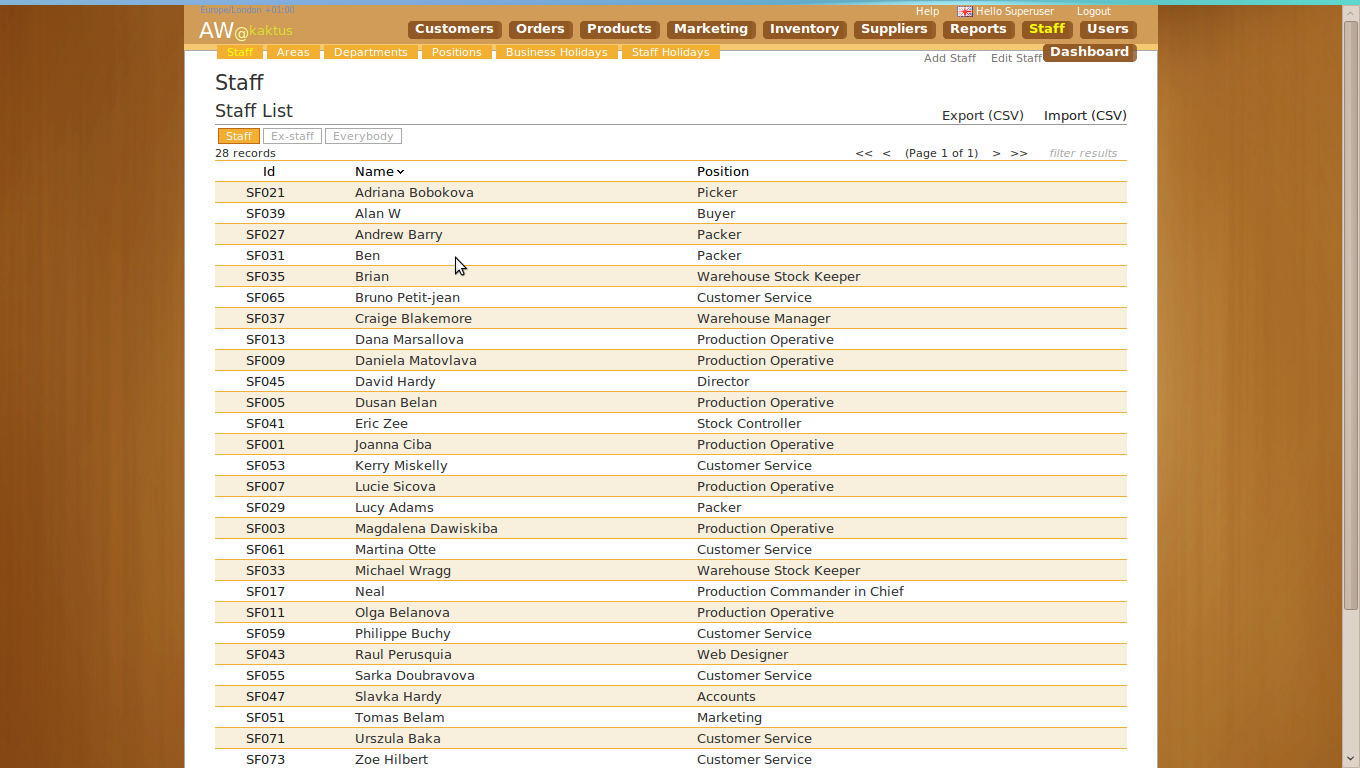 Europe/London +01:00 Help Hello Superuser Logout
AW@kaktus Customers Orders Products Marketing Inventory Suppliers Reports Staff Users
Staff Areas Departments Positions Business Holidays Staff Holidays Add Staff Edit Staff Dashboard
Staff
Staff List Export (CSV) Import (CSV)
Staff Ex-staff Everybody
28 records << < (Page 1 of 1) > >> filter results
Id Name Position
SF021 Adriana Bobokova Picker
SF039 Alan W Buyer
SF027 Andrew Barry Packer
SF031 Ben Packer
SF035 Brian Warehouse Stock Keeper
SF065 Bruno Petit-jean Customer Service
SF037 Craige Blakemore Warehouse Manager
SF013 Dana Marsallova Production Operative
SF009 Daniela Matovlava Production Operative
SF045 David Hardy Director
SF005 Dusan Belan Production Operative
SF041 Eric Zee Stock Controller
SF001 Joanna Ciba Production Operative
SF053 Kerry Miskelly Customer Service
SF007 Lucie Sicova Production Operative
SF029 Lucy Adams Packer
SF003 Magdalena Dawiskiba Production Operative
SF061 Martina Otte Customer Service
SF033 Michael Wragg Warehouse Stock Keeper
SF017 Neal Production Commander in Chief
SF011 Olga Belanova Production Operative
SF059 Philippe Buchy Customer Service
SF043 Raul Perusquia Web Designer
SF055 Sarka Doubravova Customer Service
SF047 Slavka Hardy Accounts
SF051 Tomas Belam Marketing
SF071 Urszula Baka Customer Service
SF073 Zoe Hilbert Customer Service